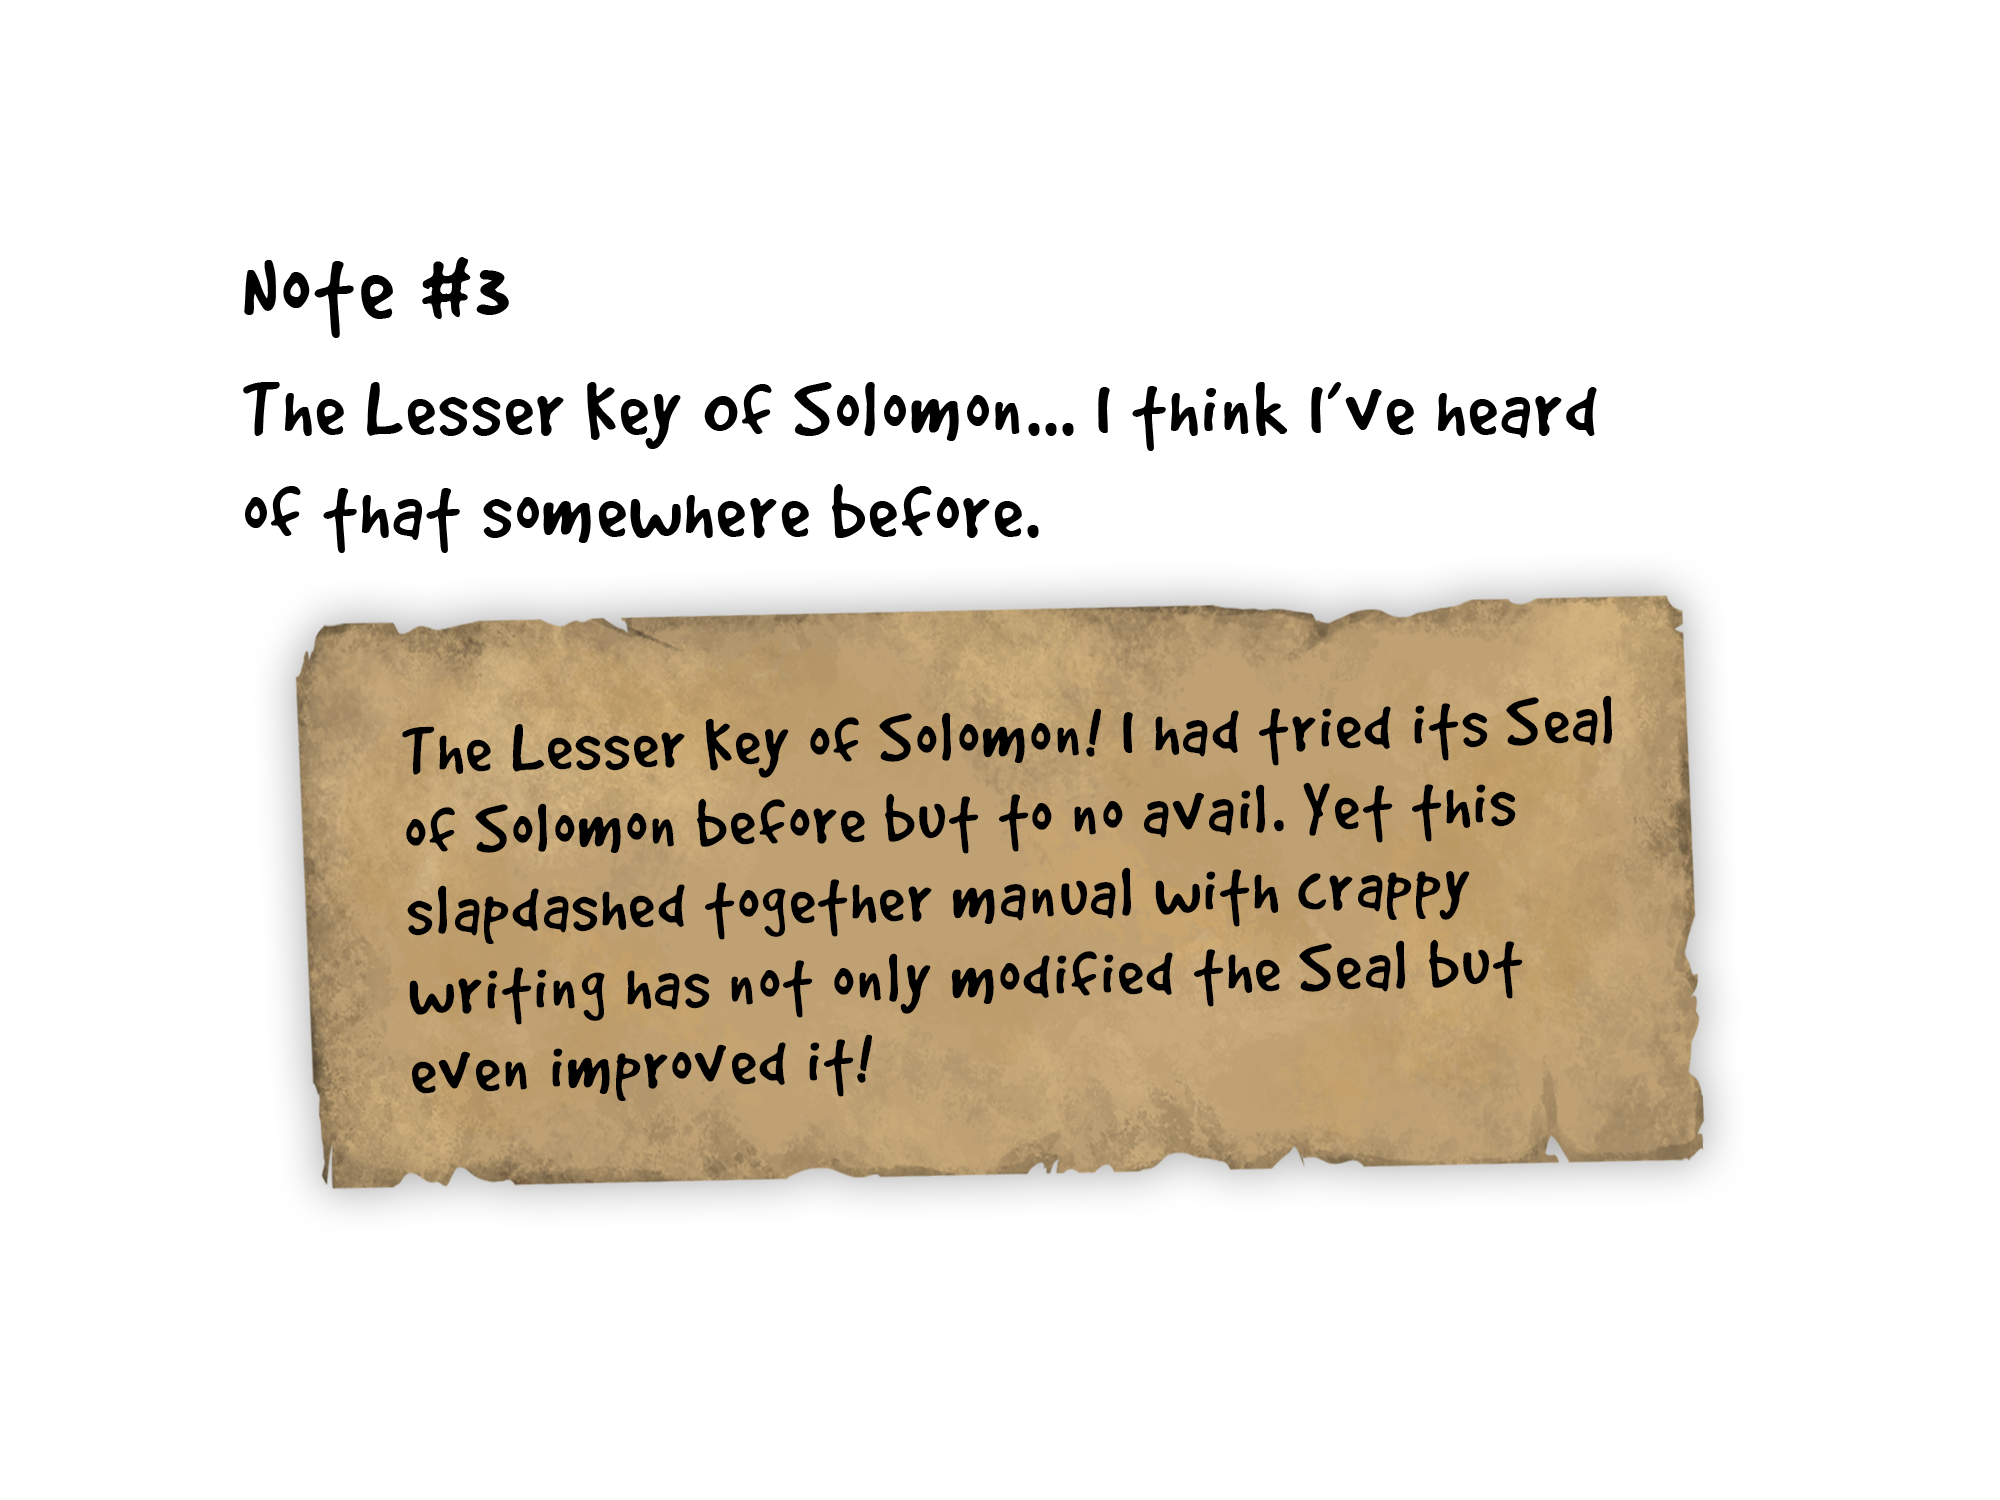 Note #3
The Lesser Key of Solomon... I think I've heard
of that somewhere before.
The Lesser Key of Solomon! I had tried its Seal
of Solomon before but to no avail. Yet this
slapdashed together manual with crappy
writing has not only modified the Seal but
even improved it!